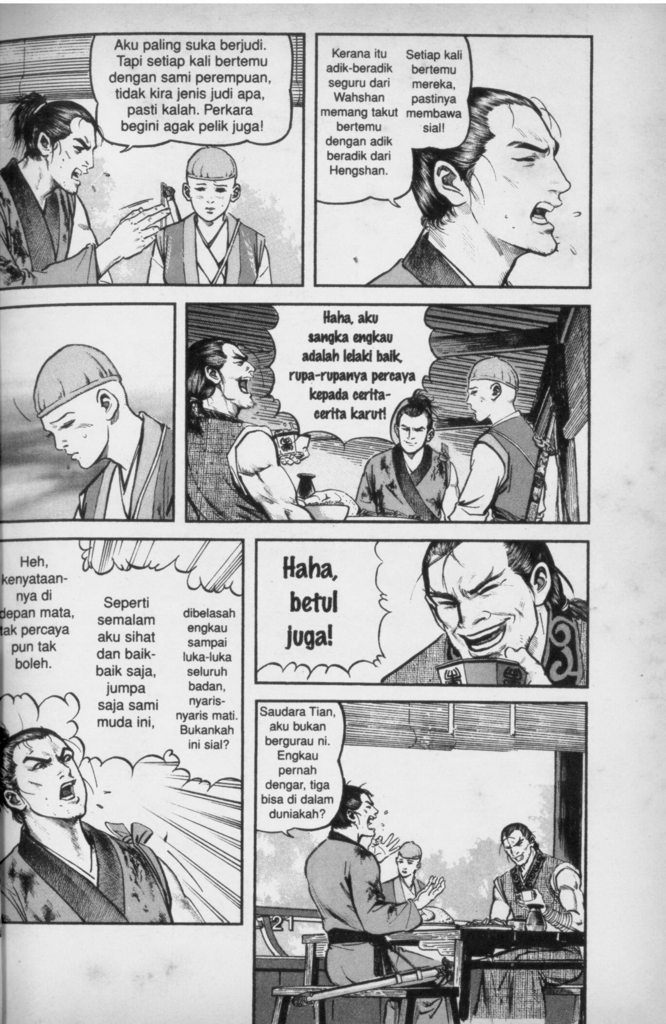 Aku paling suka berjudi.
Tapi setiap kali bertemu
dengan sami perempuan,
tidak kira jenis judi apa,
pasti kalah. Perkara
begini agak pelik juga!
Kerana itu
adik-beradik
seguru dari
Wahshan
memang takut
bertemu
dengan adik
beradik dari
Hengshan.
Setiap kali
bertemu
mereka,
pastinya
membawa
sial!
Haha, aku
sangka engkau
adalah lelaki baik,
rupa-rupanya percaya
kepada cerita-
cerita karut!
Heh,
kenyataan-
nya di
depan mata,
tak percaya
pun tak
boleh.
Seperti
semalam
aku sihat
dan baik-
baik saja,
jumpa
saja sami
muda ini,
dibelasah
engkau
sampai
luka-luka
seluruh
badan,
nyaris-
nyaris mati.
Bukankah
ini sial?
Haha,
betul
juga!
Saudara Tian,
aku bukan
bergurau ni.
Engkau
pernah
dengar, tiga
bisa di dalam
duniakah?
21